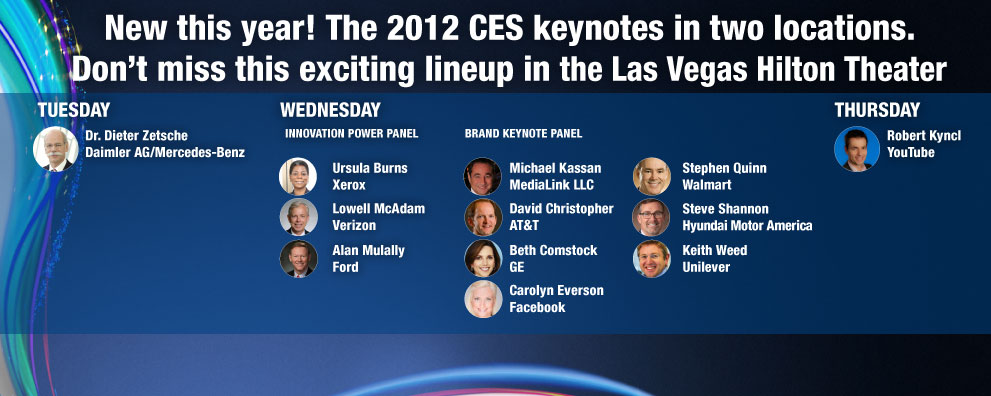 New this year! The 2012 CES keynotes in two locations.
Don’t miss this exciting lineup in the Las Vegas Hilton Theater
TUESDAY
Dr. Dieter Zetsche
Daimler AG/Mercedes-Benz
WEDNESDAY
INNOVATION POWER PANEL
Ursula Burns
Xerox
Lowell McAdam
Verizon
Alan Mulally
Ford
BRAND KEYNOTE PANEL
Michael Kassan
MediaLink LLC
David Christopher
AT&T
Beth Comstock
GE
Carolyn Everson
Facebook
Stephen Quinn
Walmart
Steve Shannon
Hyundai Motor America
Keith Weed
Unilever
THURSDAY
Robert Kyncl
YouTube